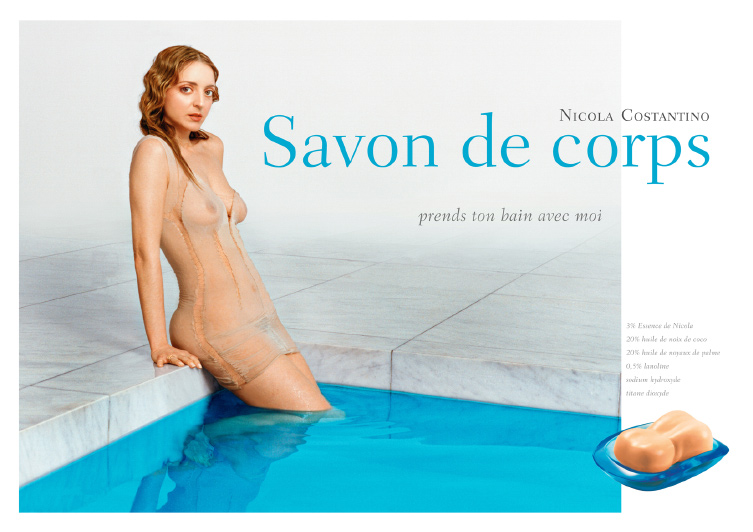 Nicola Costantino
Savon de corps
prends ton bain avec moi
3% Essence de Nicola
20% huile de noix de coco
20% huile de noyaux de palme
0,5% lanoline
sodium hydroxyde
titane dioxyde